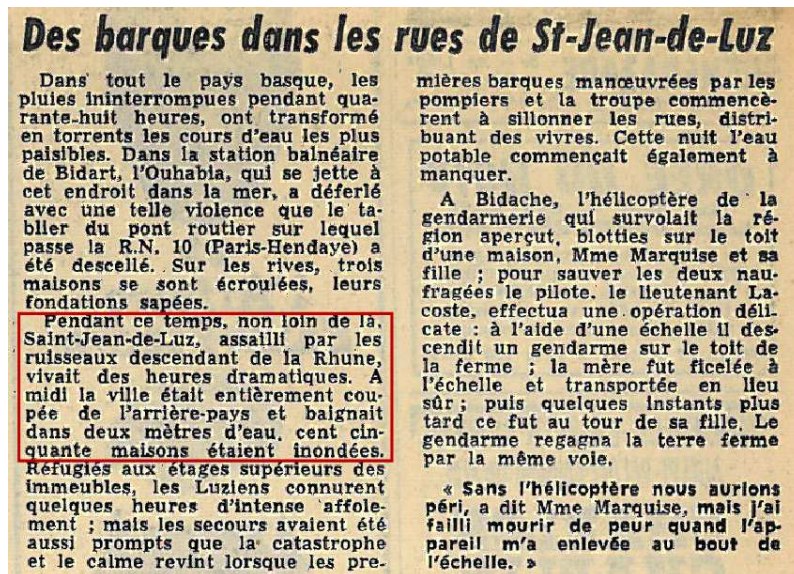 Des barques dans les rues de St-Jean-de-Luz
Dans tout le pays basque, les
pluies ininterrompues pendant qua-
rante-huit heures, ont transformé
en torrents les cours d'eau les plus
paisibles. Dans la station balnéaire
de Bidart, l'Ouhabia, qui se jette à
cet endroit dans la mer, a déferlé
avec une telle violence que le ta-
blier du pont routier sur lequel
passe la R.N. 10 (Paris-Hendaye) a
été descellé. Sur les rives, trois
maisons se sont écroulées, leurs
fondations sapées.
Pendant ce temps, non loin de là,
Saint-Jean-de-Luz, assailli par les
ruisseaux descendant de la Rhune,
vivait des heures dramatiques. A
midi la ville était entièrement cou-
pée de l'arrière-pays et baignait
dans deux mètres d'eau, cent cin-
quante maisons étaient inondées.
Réfugiés aux étages supérieurs des
immeubles, les Luziens connurent
quelques heures d'intense affole-
ment ; mais les secours avaient été
aussi prompts que la catastrophe
et le calme revint lorsque les pre-
mières barques manœuvrées par les
pompiers et la troupe commencè-
rent à sillonner les rues, distri-
buant des vivres. Cette nuit l'eau
potable commençait également à
manquer.
A Bidache, l'hélicoptère de la
gendarmerie qui survolait la ré-
gion aperçut, blotties sur le toit
d'une maison, Mme Marquise et sa
fille ; pour sauver les deux nau-
fragées le pilote, le lieutenant La-
coste, effectua une opération déli-
cate : à l'aide d'une échelle il des-
cendit un gendarme sur le toit de
la ferme ; la mère fut ficelée à
l'échelle et transportée en lieu
sûr ; puis quelques instants plus
tard ce fut au tour de sa fille. Le
gendarme regagna la terre ferme
par la même voie.
« Sans l'hélicoptère nous aurions
péri, a dit Mme Marquise, mais j'ai
failli mourir de peur quand l'ap-
pareil m'a enlevée au bout de
l'échelle. »